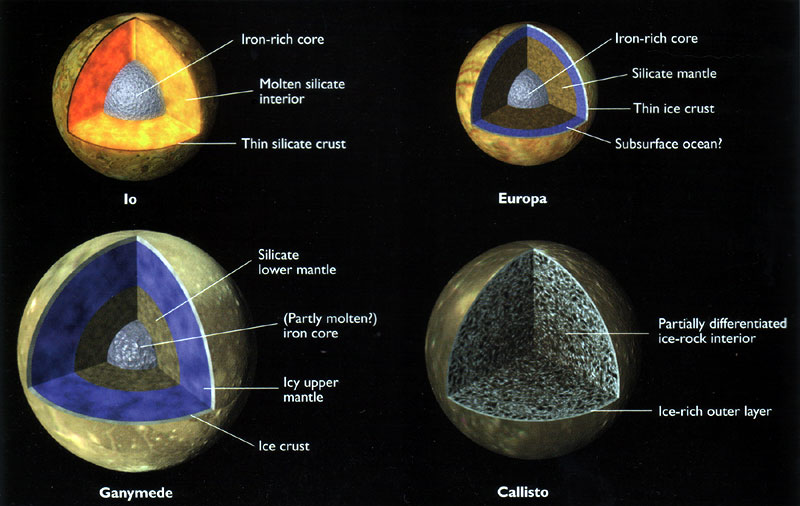 Iron-rich core
Molten silicate
interior
Thin silicate crust
Io
Iron-rich core
Silicate mantle
Thin ice crust
Subsurface ocean?
Europa
Silicate
lower mantle
(Partly molten?)
iron core
Icy upper
mantle
Ice crust
Ganymede
Partially differentiated
ice-rock interior
Ice-rich outer layer
Callisto